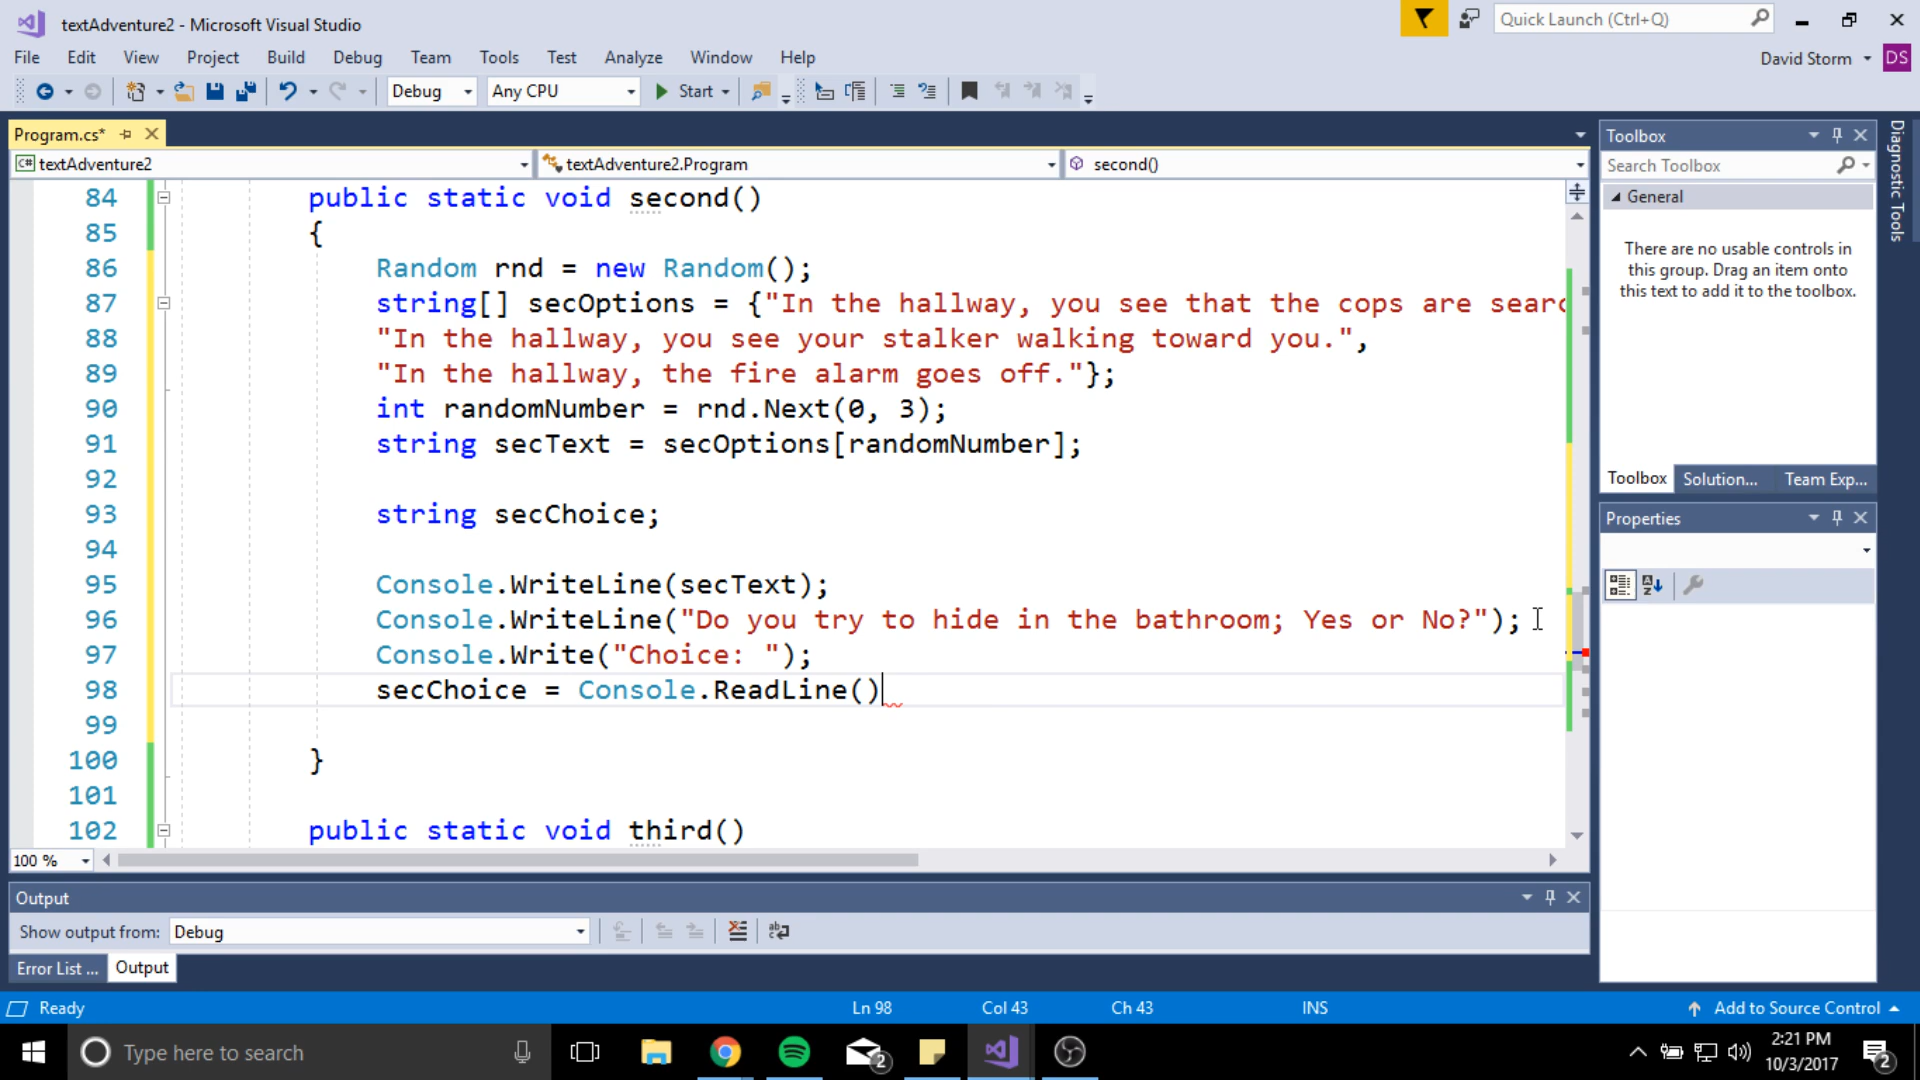 textAdventure2 - Microsoft Visual Studio
Quick Launch (Ctrl+Q)
File Edit View Project Build Debug Team Tools Test Analyze Window Help
David Storm DS
Debug Any CPU Start
Program.cs*
C# textAdventure2 textAdventure2.Program second()
84 public static void second()
85 {
86 Random rnd = new Random();
87 string[] secOptions = {"In the hallway, you see that the cops are searc
88 "In the hallway, you see your stalker walking toward you.",
89 "In the hallway, the fire alarm goes off."};
90 int randomNumber = rnd.Next(0, 3);
91 string secText = secOptions[randomNumber];
92
93 string secChoice;
94
95 Console.WriteLine(secText);
96 Console.WriteLine("Do you try to hide in the bathroom; Yes or No?");
97 Console.Write("Choice: ");
98 secChoice = Console.ReadLine()
99
100 }
101
102 public static void third()
100 %
Toolbox
Search Toolbox
General
There are no usable controls in
this group. Drag an item onto
this text to add it to the toolbox.
Toolbox Solution... Team Exp...
Properties
Diagnostic Tools
Output
Show output from: Debug
Error List ... Output
Ready Ln 98 Col 43 Ch 43 INS Add to Source Control
Type here to search
2
2:21 PM
10/3/2017
2